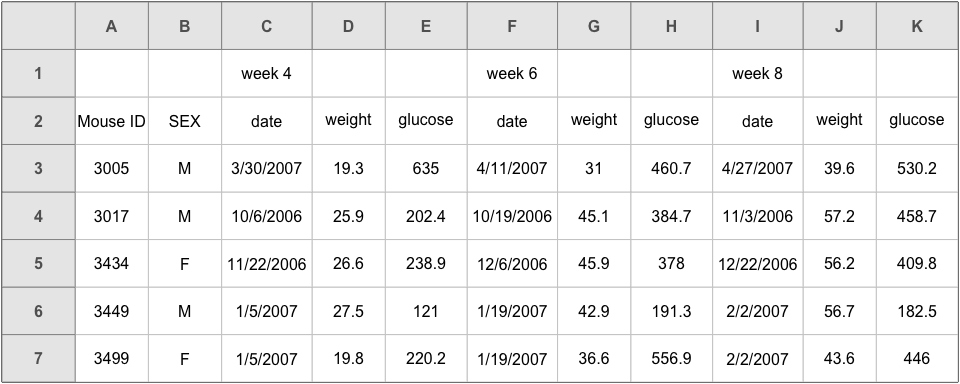 A B C D E F G H I J K
1 week 4 week 6 week 8
2 Mouse ID SEX date weight glucose date weight glucose date weight glucose
3 3005 M 3/30/2007 19.3 635 4/11/2007 31 460.7 4/27/2007 39.6 530.2
4 3017 M 10/6/2006 25.9 202.4 10/19/2006 45.1 384.7 11/3/2006 57.2 458.7
5 3434 F 11/22/2006 26.6 238.9 12/6/2006 45.9 378 12/22/2006 56.2 409.8
6 3449 M 1/5/2007 27.5 121 1/19/2007 42.9 191.3 2/2/2007 56.7 182.5
7 3499 F 1/5/2007 19.8 220.2 1/19/2007 36.6 556.9 2/2/2007 43.6 446